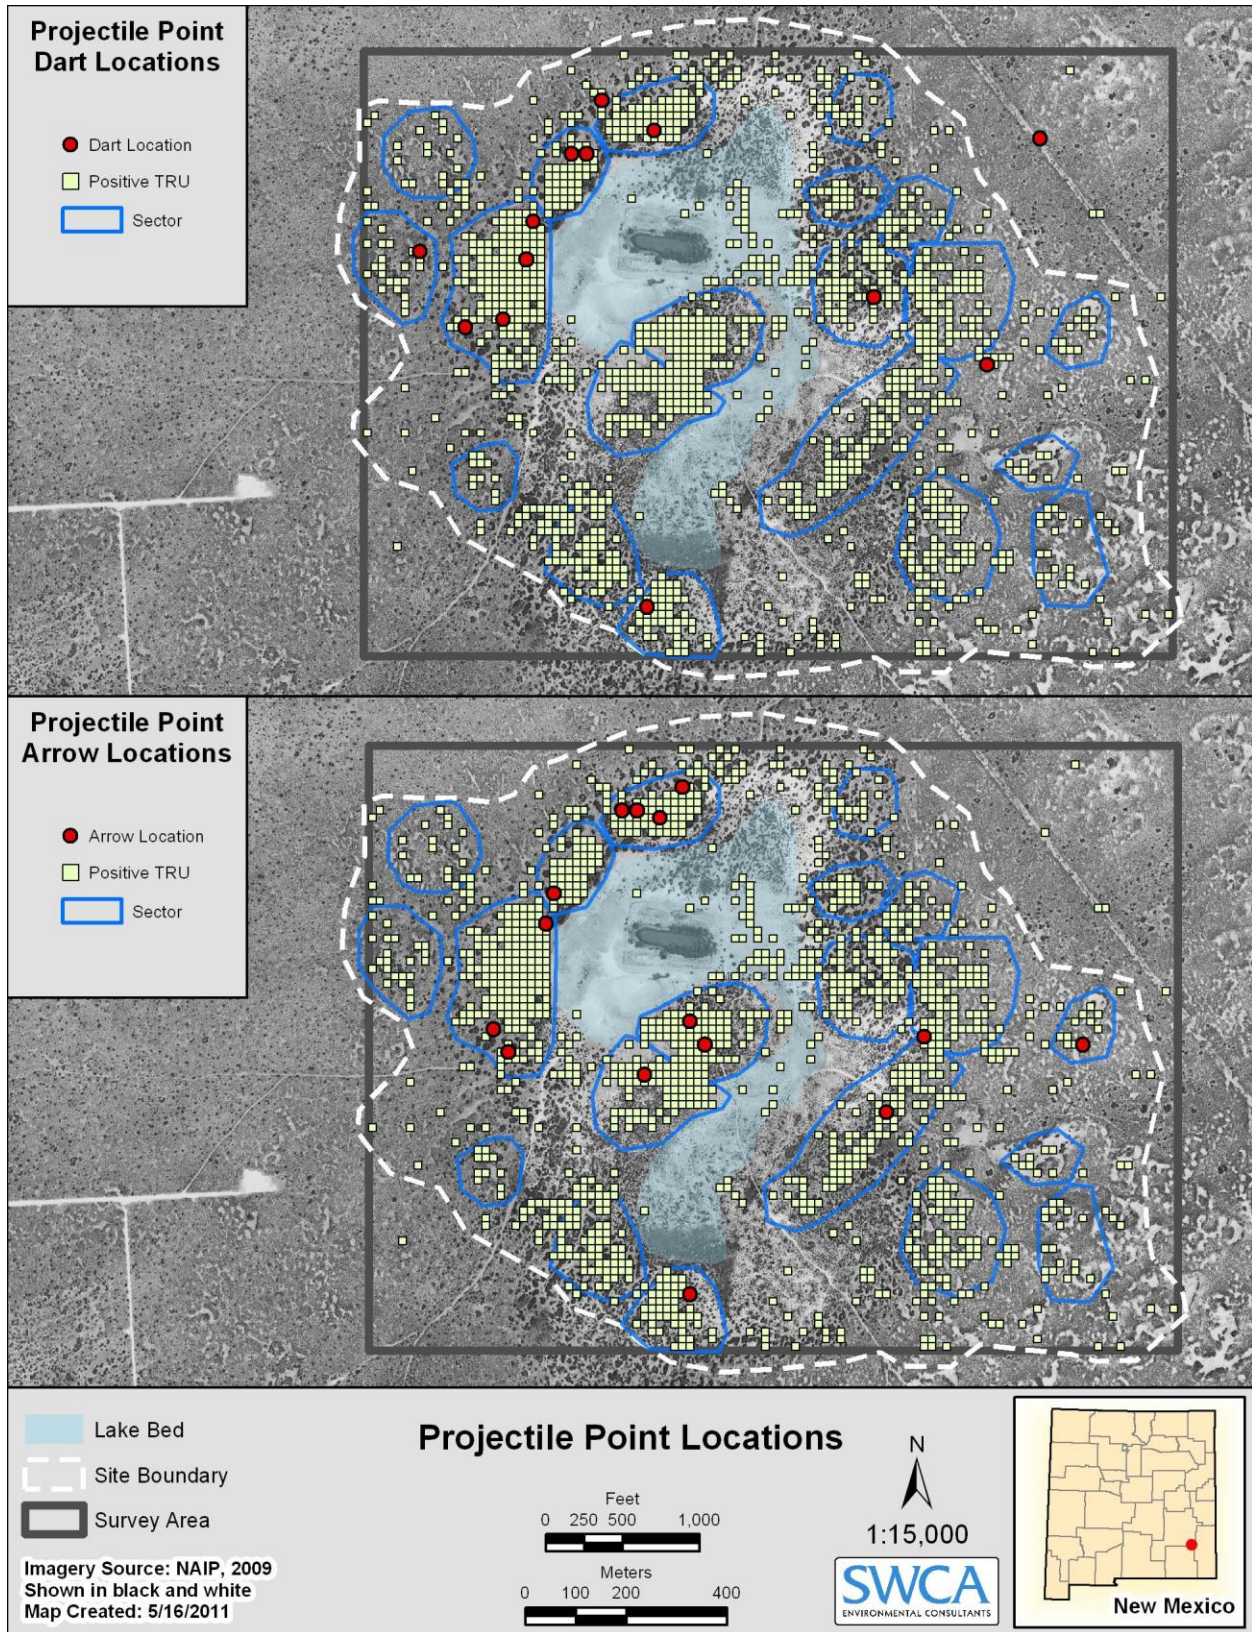 Projectile Point
Dart Locations
Dart Location
Positive TRU
Sector
Projectile Point
Arrow Locations
Arrow Location
Positive TRU
Sector
Lake Bed
Site Boundary
Survey Area
Imagery Source: NAIP, 2009
Shown in black and white
Map Created: 5/16/2011
Projectile Point Locations
Feet
0 250 500 1,000
Meters
0 100 200 400
N
1:15,000
SWCA
ENVIRONMENTAL CONSULTANTS
New Mexico